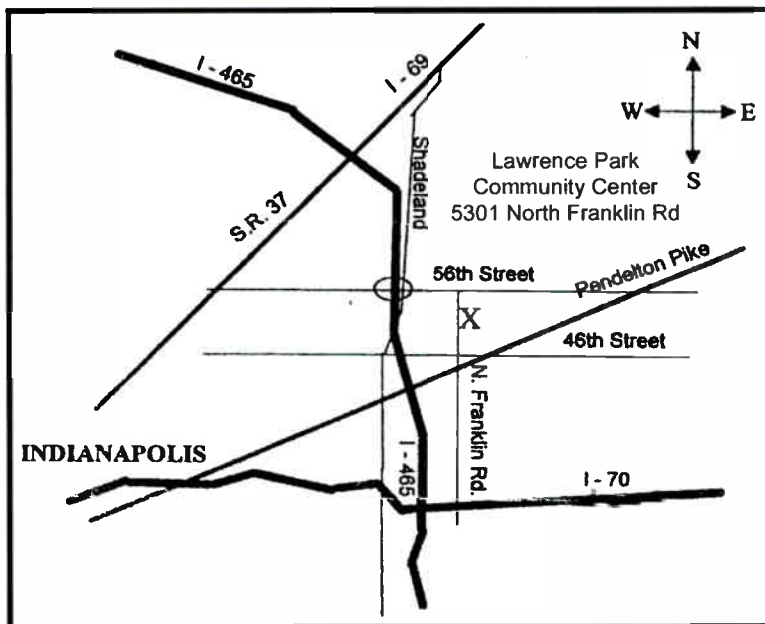 I - 465
I - 69
N
W E
S
Shadeland
Lawrence Park
Community Center
5301 North Franklin Rd
S.R. 37
56th Street
Pendelton Pike
X
46th Street
N. Franklin Rd.
INDIANAPOLIS
I - 465
I - 70